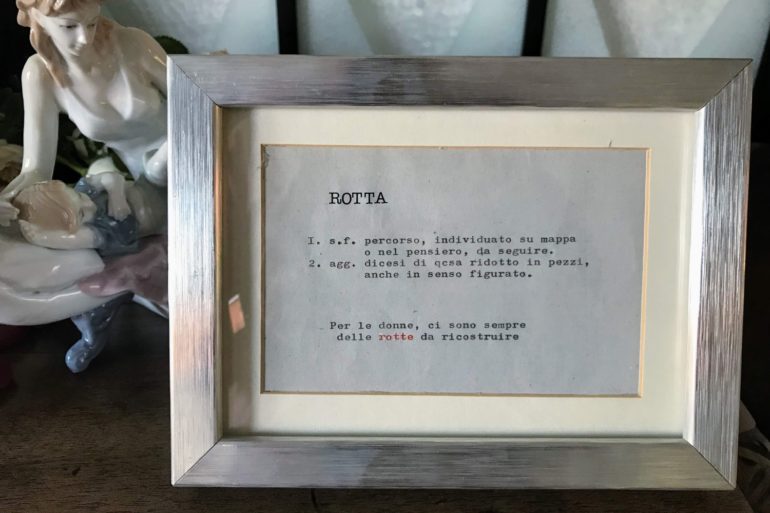 ROTTA
I. s.f. percorso, individuato su mappa
o nel pensiero, da seguire.
2. agg. dicesi di qcsa ridotto in pezzi,
anche in senso figurato.
Per le donne, ci sono sempre
delle rotte da ricostruire